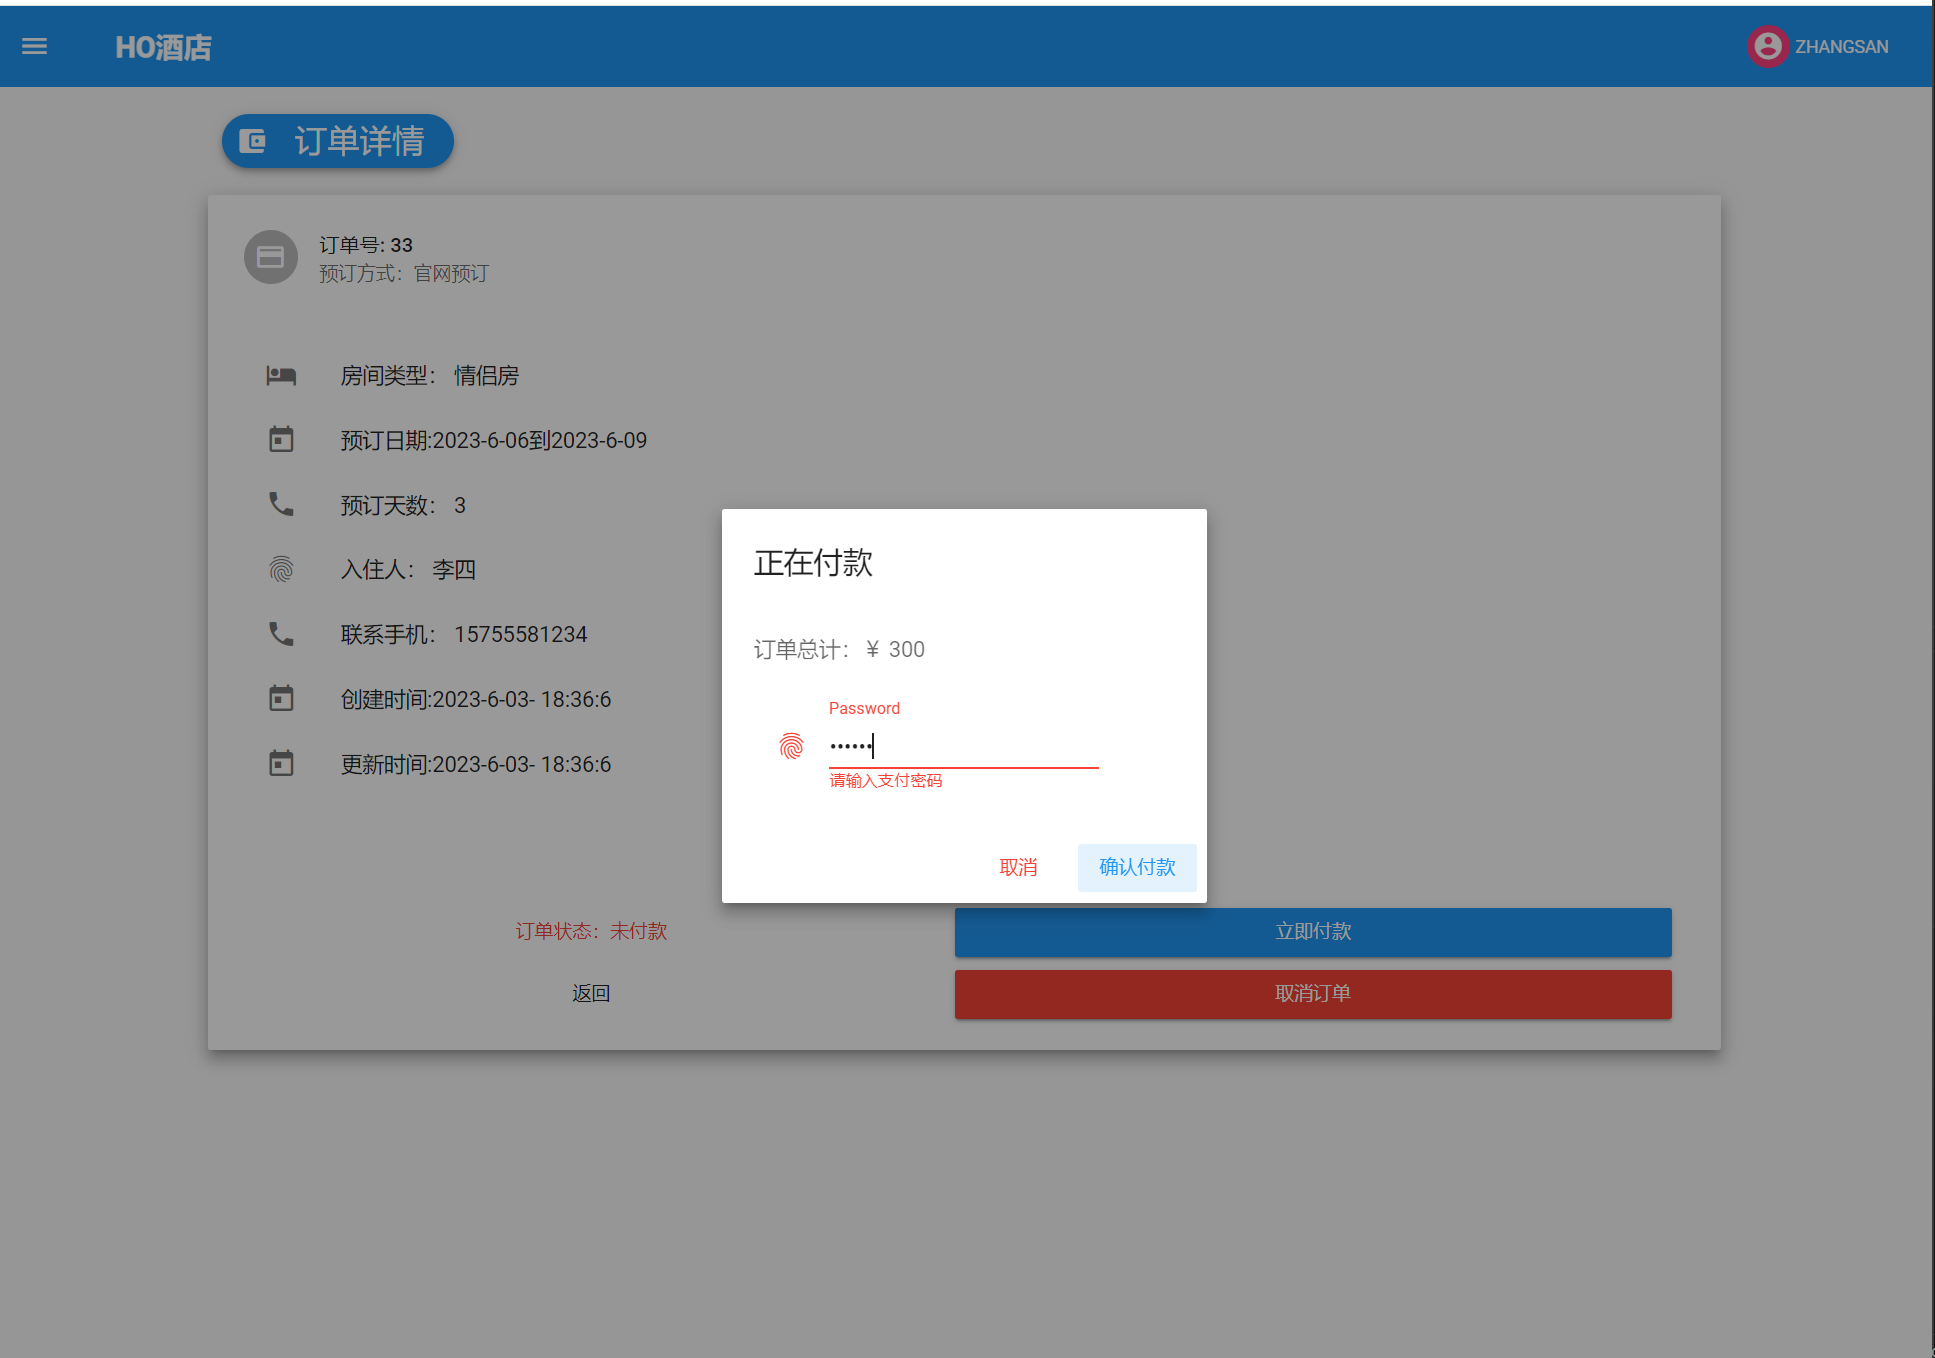 HO酒店
ZHANGSAN
订单详情
订单号: 33
预订方式：官网预订
房间类型： 情侣房
预订日期:2023-6-06到2023-6-09
预订天数： 3
入住人： 李四
联系手机： 15755581234
创建时间:2023-6-03- 18:36:6
更新时间:2023-6-03- 18:36:6
正在付款
订单总计：￥ 300
Password
••••••
请输入支付密码
取消
确认付款
订单状态：未付款
立即付款
返回
取消订单